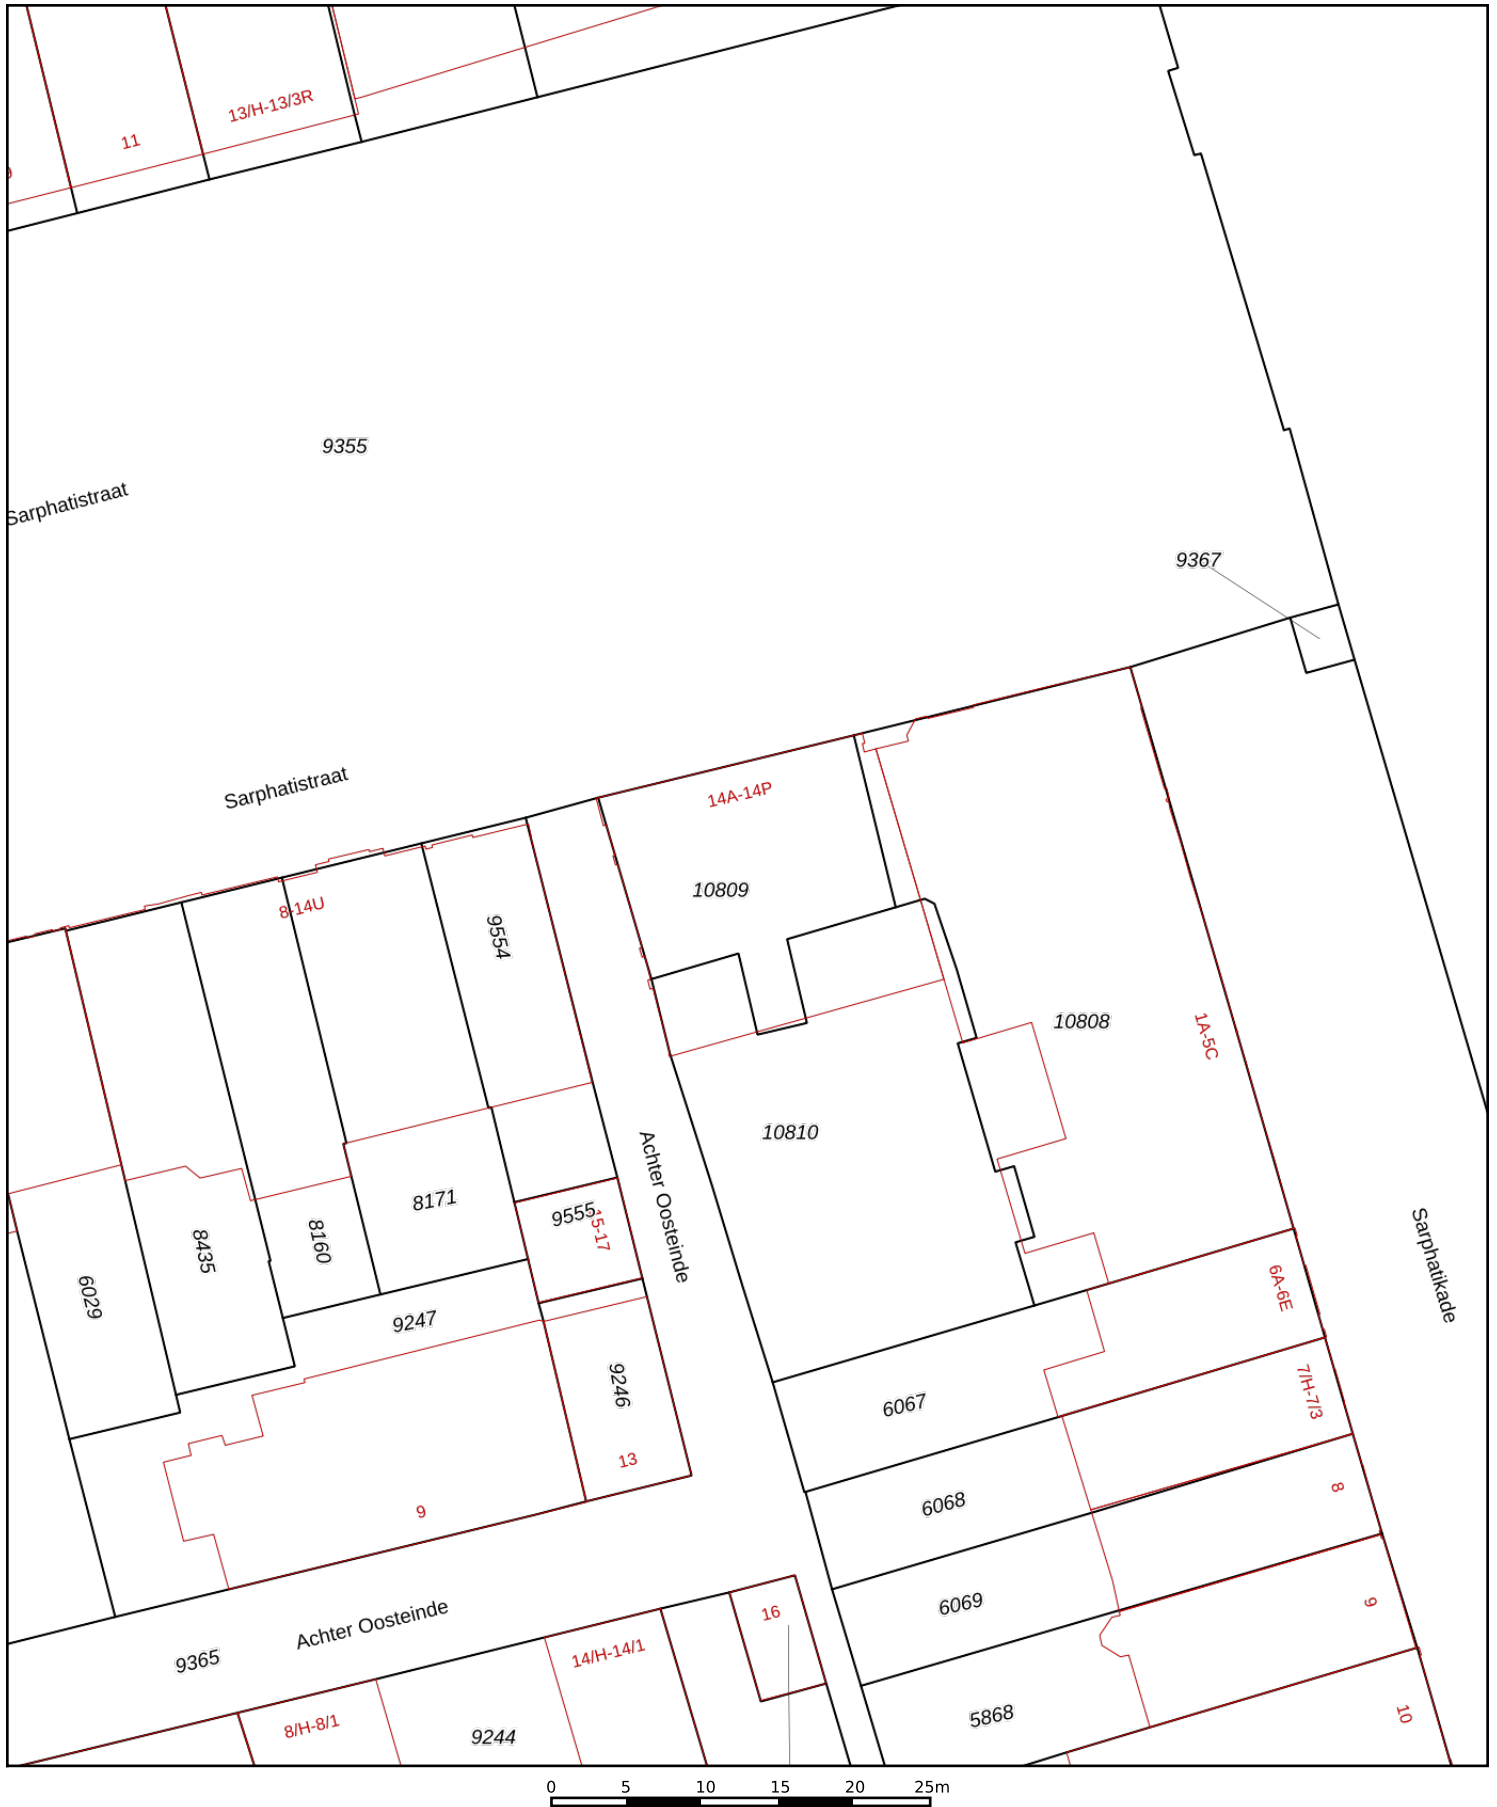 13/H-13/3R
11
9355
Sarphatistraat
9367
Sarphatistraat
14A-14P
10809
8-14U
9554
10808
1A-5C
10810
Achter Oosteinde
8171
9555
15-17
8435
8160
6029
9247
Sarphatikade
6A-6E
9246
6067
7/H-7/3
13
9
6068
8
6069
9
Achter Oosteinde
9365
16
14/H-14/1
8/H-8/1
9244
5868
10
0 5 10 15 20 25m